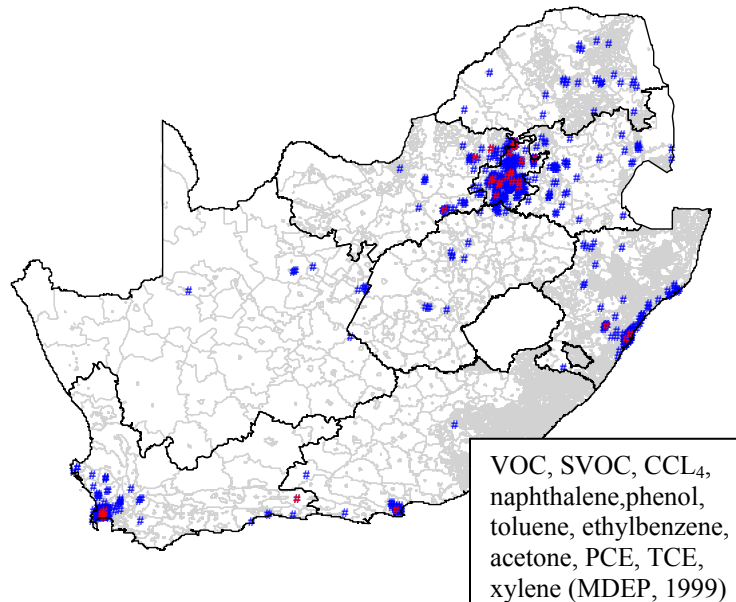 VOC, SVOC, CCL₄,
naphthalene,phenol,
toluene, ethylbenzene,
acetone, PCE, TCE,
xylene (MDEP, 1999)